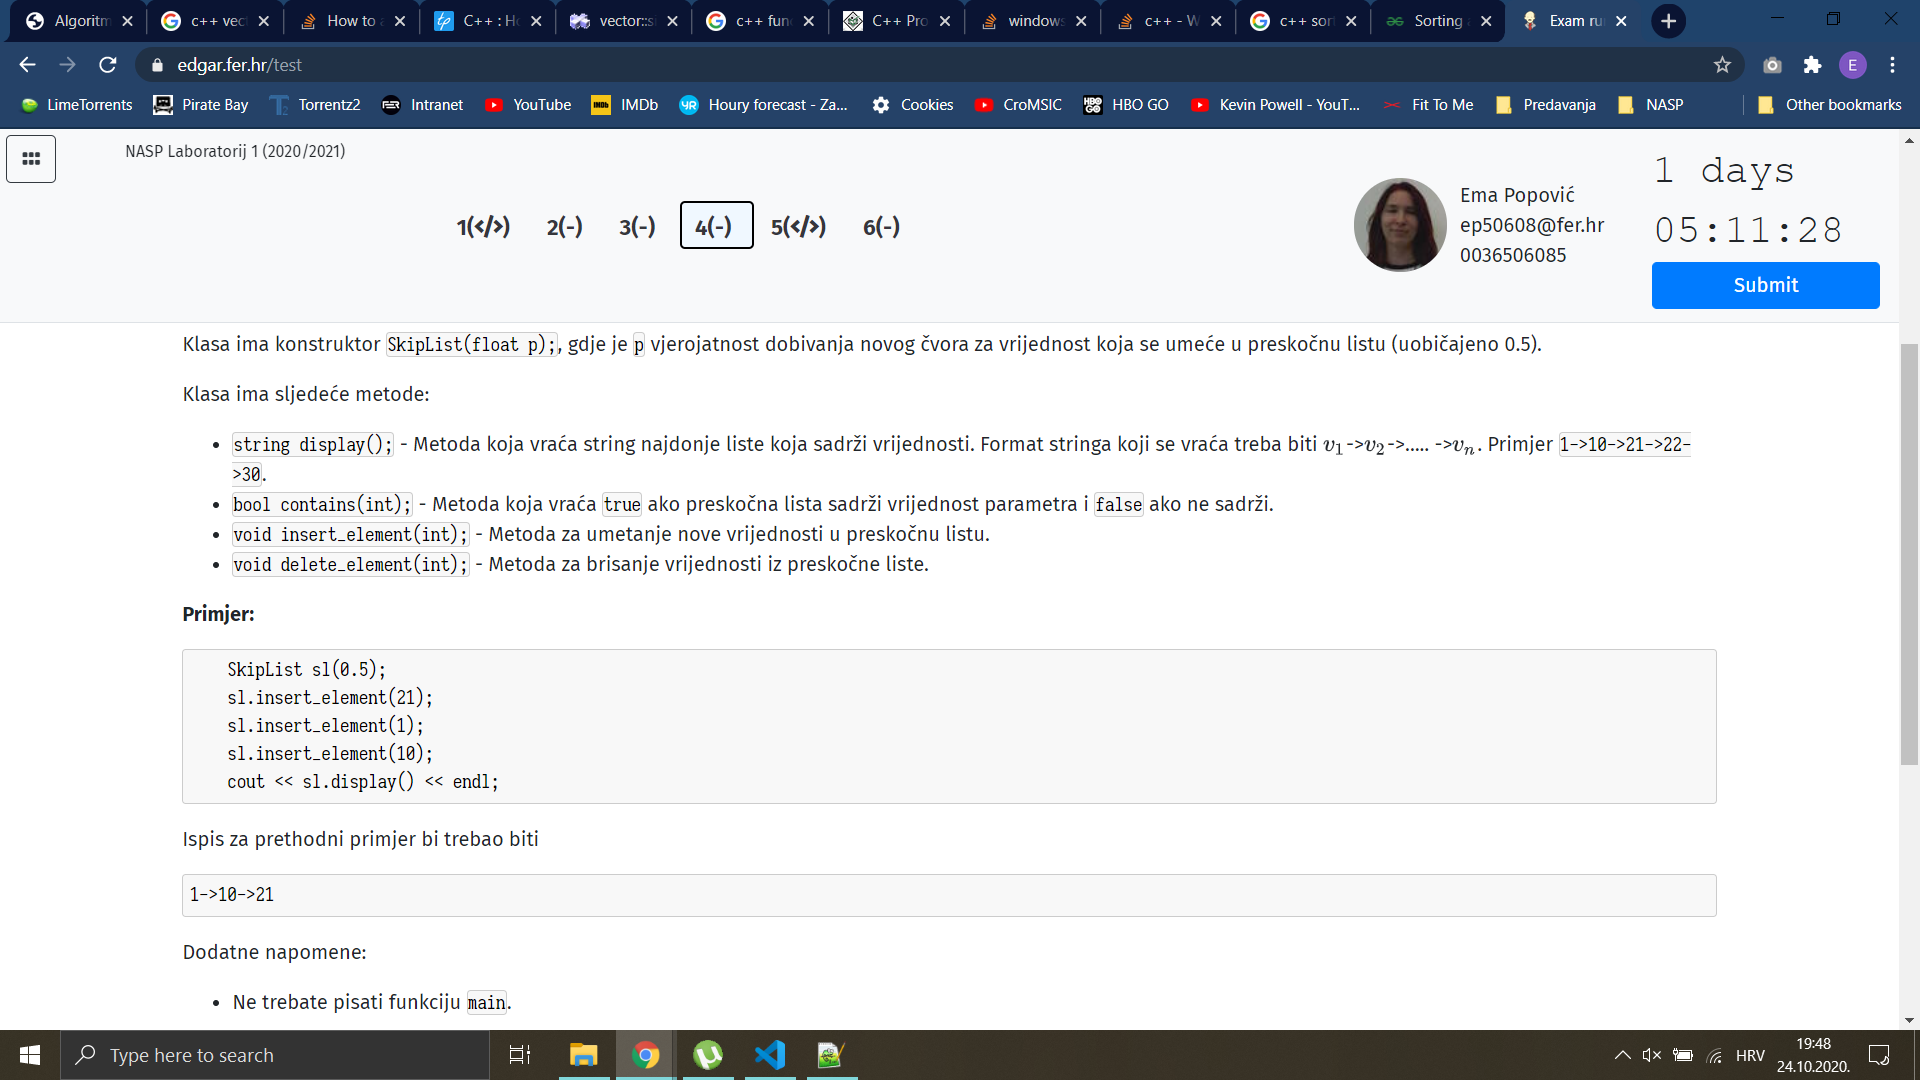 Algoritm
c++ vec
How to a
C++ : Ho
vector::s
c++ fun
C++ Pro
windows
c++ - W
c++ sor
Sorting a
Exam ru
edgar.fer.hr/test
E
LimeTorrents
Pirate Bay
Torrentz2
Intranet
YouTube
IMDb
Houry forecast - Za...
Cookies
CroMSIC
HBO GO
Kevin Powell - YouT...
Fit To Me
Predavanja
NASP
Other bookmarks
NASP Laboratorij 1 (2020/2021)
1(</>) 2(-) 3(-) 4(-) 5(</>) 6(-)
Ema Popović
ep50608@fer.hr
0036506085
1 days
05:11:28
Submit
Klasa ima konstruktor SkipList(float p);, gdje je p vjerojatnost dobivanja novog čvora za vrijednost koja se umeće u preskočnu listu (uobičajeno 0.5).
Klasa ima sljedeće metode:
• string display(); - Metoda koja vraća string najdonje liste koja sadrži vrijednosti. Format stringa koji se vraća treba biti v1->v2->..... ->vn. Primjer 1->10->21->22-
>30.
• bool contains(int); - Metoda koja vraća true ako preskočna lista sadrži vrijednost parametra i false ako ne sadrži.
• void insert_element(int); - Metoda za umetanje nove vrijednosti u preskočnu listu.
• void delete_element(int); - Metoda za brisanje vrijednosti iz preskočne liste.
Primjer:
SkipList sl(0.5);
sl.insert_element(21);
sl.insert_element(1);
sl.insert_element(10);
cout << sl.display() << endl;
Ispis za prethodni primjer bi trebao biti
1->10->21
Dodatne napomene:
• Ne trebate pisati funkciju main.
Type here to search
HRV
19:48
24.10.2020.